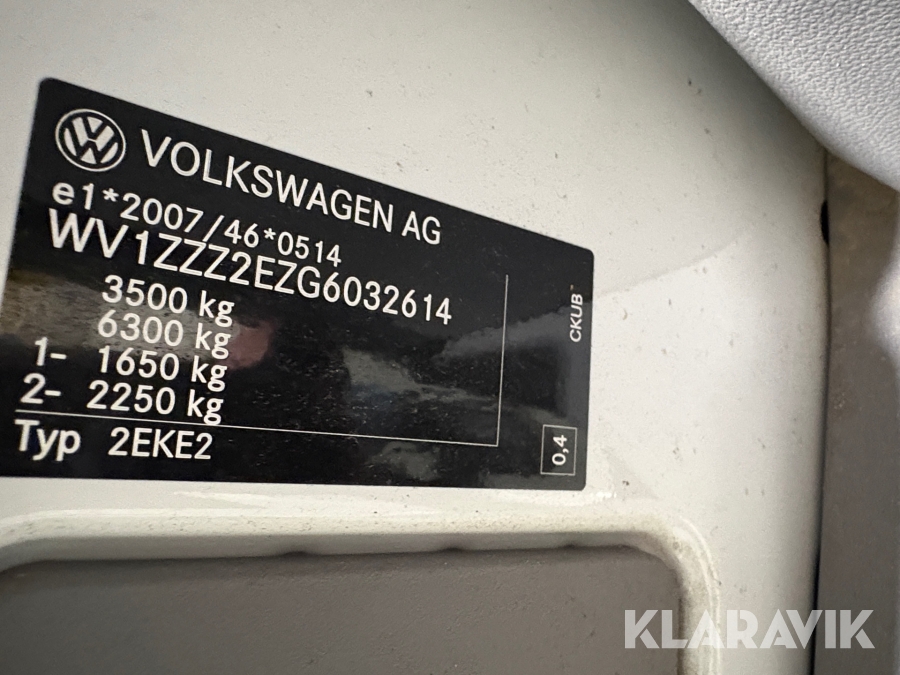 VOLKSWAGEN AG
e1*2007/46*0514
WV1ZZZ2EZG6032614
3500 kg
6300 kg
1- 1650 kg
2- 2250 kg
Typ 2EKE2
CKUB
0,4
KLARAVIK